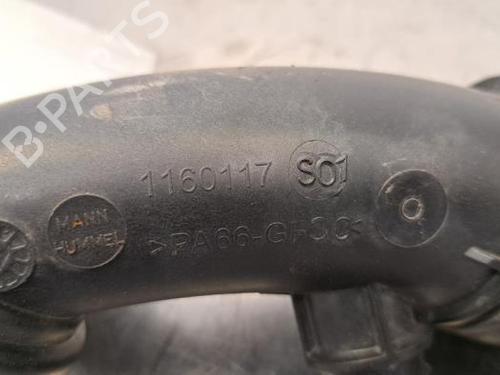 B-PARTS
1160117 S01
MANN
HUMMEL
>PA66-GF30<